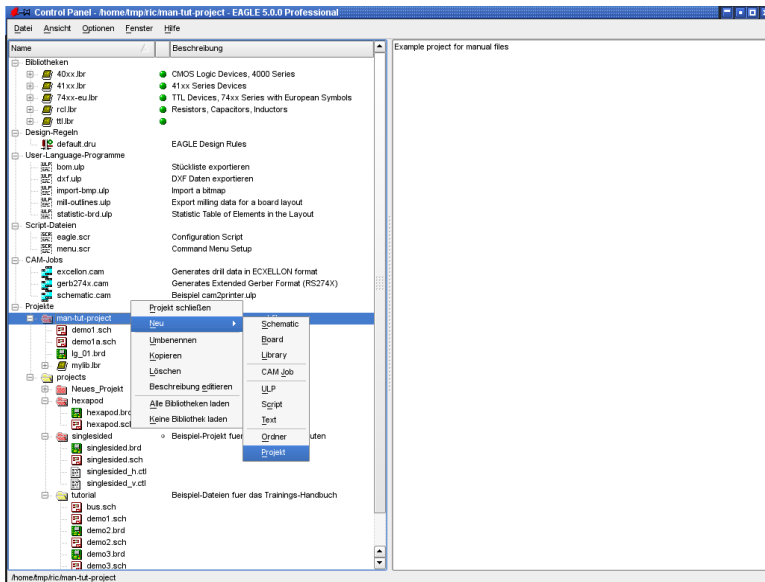 Control Panel - /home/tmp/ric/man-tut-project - EAGLE 5.0.0 Professional
Datei Ansicht Optionen Fenster Hilfe
Name Beschreibung
Example project for manual files
Bibliotheken
40xx.lbr CMOS Logic Devices, 4000 Series
41xx.lbr 41xx Series Devices
74xx-eu.lbr TTL Devices, 74xx Series with European Symbols
rcl.lbr Resistors, Capacitors, Inductors
ttl.lbr
Design-Regeln
default.dru EAGLE Design Rules
User-Language-Programme
bom.ulp Stückliste exportieren
dxf.ulp DXF Daten exportieren
import-bmp.ulp Import a bitmap
mill-outlines.ulp Export milling data for a board layout
statistic-brd.ulp Statistic Table of Elements in the Layout
Script-Dateien
eagle.scr Configuration Script
menu.scr Command Menu Setup
CAM-Jobs
excellon.cam Generates drill data in ECXELLON format
gerb274x.cam Generates Extended Gerber Format (RS274X)
schematic.cam Beispiel cam2printer.ulp
Projekte
man-tut-project
demo1.sch
demo1a.sch
lg_01.brd
mylib.lbr
projects
Neues_Projekt
hexapod
hexapod.brd
hexapod.sc
singlesided Beispiel-Projekt fuer uten
singlesided.brd
singlesided.sch
singlesided_h.ctl
singlesided_v.ctl
tutorial Beispiel-Dateien fuer das Trainings-Handbuch
bus.sch
demo1.sch
demo2.brd
demo2.sch
demo3.brd
demo3.sch
Projekt schließen
Neu
Umbenennen
Kopieren
Löschen
Beschreibung editieren
Alle Bibliotheken laden
Keine Bibliothek laden
Schematic
Board
Library
CAM Job
ULP
Script
Text
Ordner
Projekt
/home/tmp/ric/man-tut-project